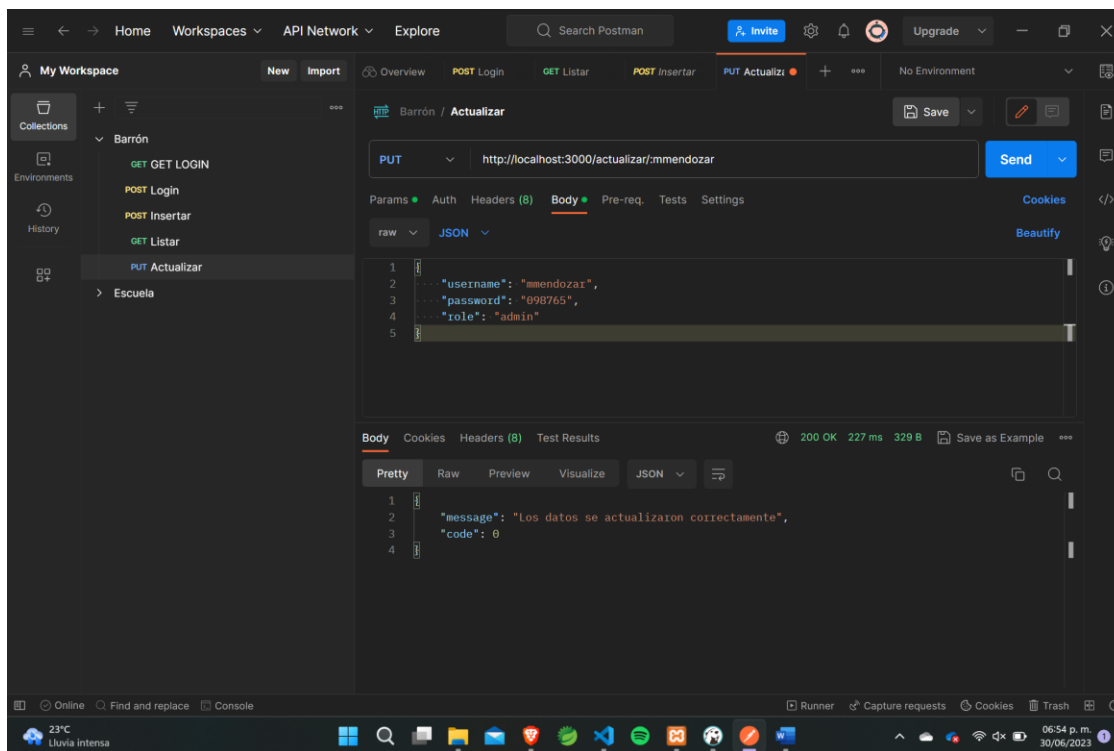 Home Workspaces API Network Explore Search Postman Invite Upgrade
My Workspace New Import Overview POST Login GET Listar POST Insertar PUT Actualiz No Environment
Collections
Environments
History
Barrón
GET GET LOGIN
POST Login
POST Insertar
GET Listar
PUT Actualizar
Escuela
HTTP Barrón / Actualizar Save
PUT http://localhost:3000/actualizar/:mmendozar Send
Params Auth Headers (8) Body Pre-req. Tests Settings Cookies
raw JSON Beautify
1 {
2 "username": "mmendozar",
3 "password": "098765",
4 "role": "admin"
5 }
Body Cookies Headers (8) Test Results 200 OK 227 ms 329 B Save as Example
Pretty Raw Preview Visualize JSON
1 {
2 "message": "Los datos se actualizaron correctamente",
3 "code": 0
4 }
Online Find and replace Console Runner Capture requests Cookies Trash
23°C
Lluvia intensa
06:54 p. m.
30/06/2023
1